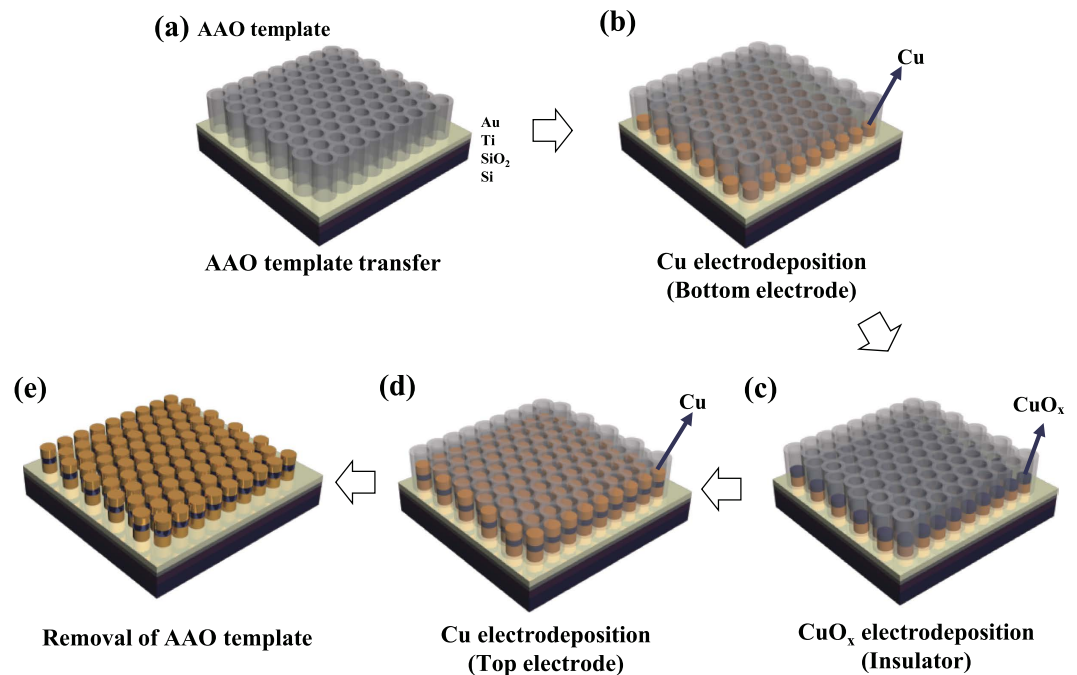 (a) AAO template
Au
Ti
SiO₂
Si
AAO template transfer
(b)
Cu
Cu electrodeposition
(Bottom electrode)
(c)
CuOₓ
CuOₓ electrodeposition
(Insulator)
(d)
Cu
Cu electrodeposition
(Top electrode)
(e)
Removal of AAO template